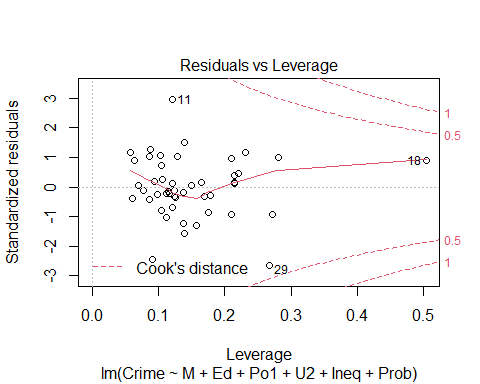 Residuals vs Leverage
Standardized residuals
3
2
1
0
-1
-2
-3
11
18
29
1
0.5
0.5
1
Cook's distance
0.0 0.1 0.2 0.3 0.4 0.5
Leverage
lm(Crime ~ M + Ed + Po1 + U2 + Ineq + Prob)